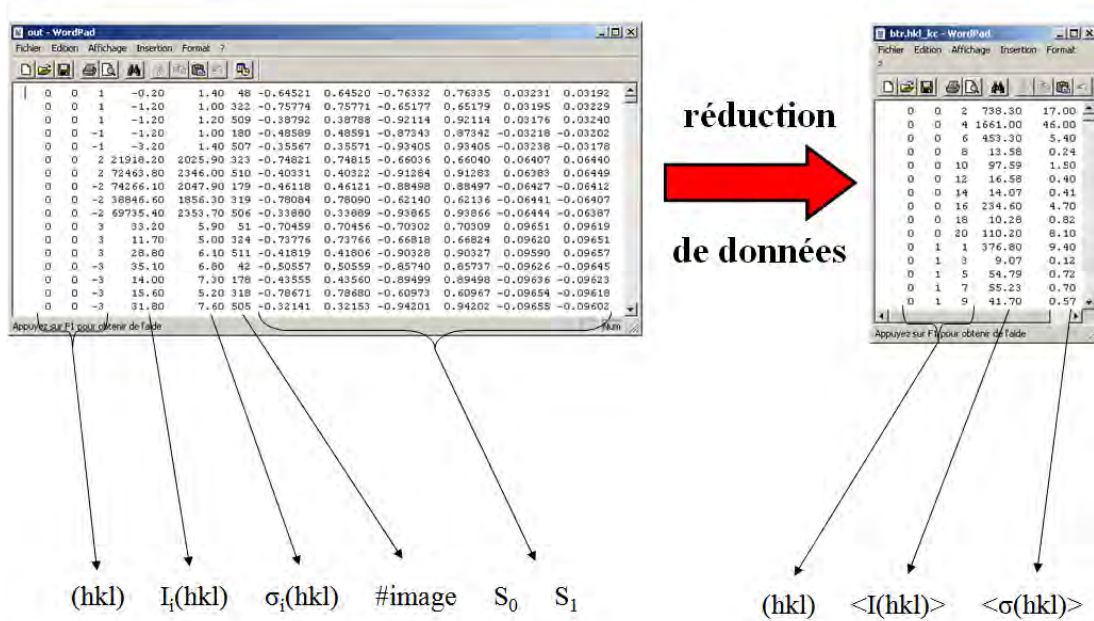 out - WordPad
Fichier Edition Affichage Insertion Format ?
0 0 1 -0.20 1.40 48 -0.64521 0.64520 -0.76332 0.76335 0.03231 0.03192
0 0 1 -1.20 1.00 322 -0.75774 0.75771 -0.65177 0.65179 0.03195 0.03229
0 0 1 -1.20 1.20 509 -0.38792 0.38788 -0.92114 0.92114 0.03176 0.03240
0 0 -1 -1.20 1.00 180 -0.48589 0.48591 -0.87343 0.87342 -0.03218 -0.03202
0 0 -1 -3.20 1.40 507 -0.35567 0.35571 -0.93405 0.93405 -0.03238 -0.03178
0 0 2 21918.20 2025.90 323 -0.74821 0.74815 -0.66036 0.66040 0.06407 0.06440
0 0 2 72463.80 2346.00 510 -0.40331 0.40322 -0.91284 0.91283 0.06383 0.06449
0 0 -2 74266.10 2047.90 179 -0.46118 0.46121 -0.88498 0.88497 -0.06427 -0.06412
0 0 -2 38846.60 1856.30 319 -0.78084 0.78090 -0.62140 0.62136 -0.06441 -0.06407
0 0 -2 69735.40 2353.70 506 -0.33880 0.33889 -0.93865 0.93866 -0.06444 -0.06387
0 0 3 33.20 5.90 51 -0.70459 0.70456 -0.70302 0.70309 0.09651 0.09619
0 0 3 11.70 5.00 324 -0.73776 0.73766 -0.66818 0.66824 0.09620 0.09651
0 0 3 28.80 6.10 511 -0.41819 0.41806 -0.90328 0.90327 0.09590 0.09657
0 0 -3 35.10 6.80 42 -0.50557 0.50559 -0.85740 0.85737 -0.09626 -0.09645
0 0 -3 14.00 7.30 178 -0.43555 0.43560 -0.89499 0.89498 -0.09636 -0.09623
0 0 -3 15.60 5.20 318 -0.78671 0.78680 -0.60973 0.60967 -0.09654 -0.09618
0 0 -3 31.80 7.60 505 -0.32141 0.32153 -0.94201 0.94202 -0.09655 -0.09602
Appuyez sur F1 pour obtenir de l'aide Num
réduction
de données
btr.hkl_kc - WordPad
Fichier Edition Affichage Insertion Format
?
0 0 2 738.30 17.00
0 0 4 1661.00 46.00
0 0 6 453.30 5.40
0 0 8 13.58 0.24
0 0 10 97.59 1.50
0 0 12 16.58 0.40
0 0 14 14.07 0.41
0 0 16 234.60 4.70
0 0 18 10.28 0.82
0 0 20 110.20 8.10
0 1 1 376.80 9.40
0 1 3 9.07 0.12
0 1 5 54.79 0.72
0 1 7 55.23 0.70
0 1 9 41.70 0.57
Appuyez sur F1 pour obtenir de l'aide
(hkl) Iᵢ(hkl) σᵢ(hkl) #image S₀ S₁
(hkl) <I(hkl)> <σ(hkl)>